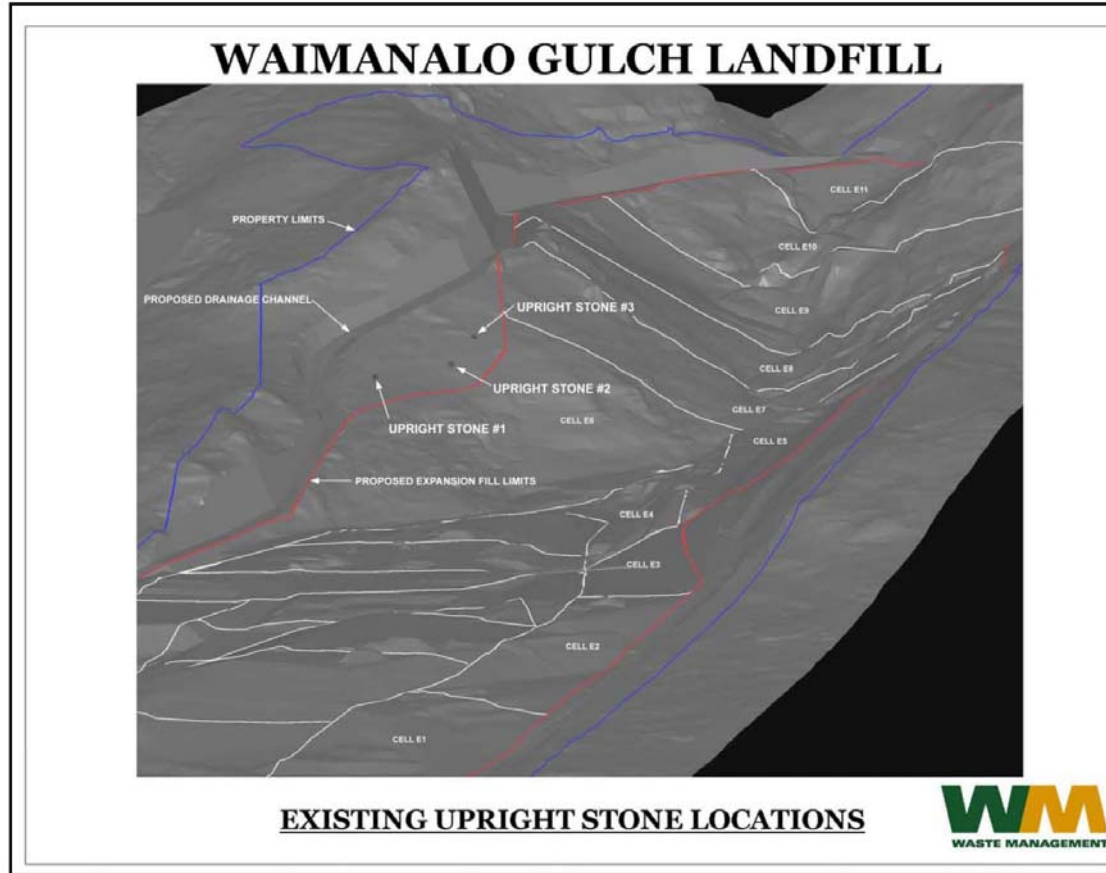 WAIMANALO GULCH LANDFILL
CELL E11
PROPERTY LIMITS
CELL E10
PROPOSED DRAINAGE CHANNEL
UPRIGHT STONE #3
CELL E9
CELL E8
UPRIGHT STONE #2
CELL E7
CELL E6
UPRIGHT STONE #1
CELL E5
PROPOSED EXPANSION FILL LIMITS
CELL E4
CELL E3
CELL E2
CELL E1
EXISTING UPRIGHT STONE LOCATIONS
WM
WASTE MANAGEMENT